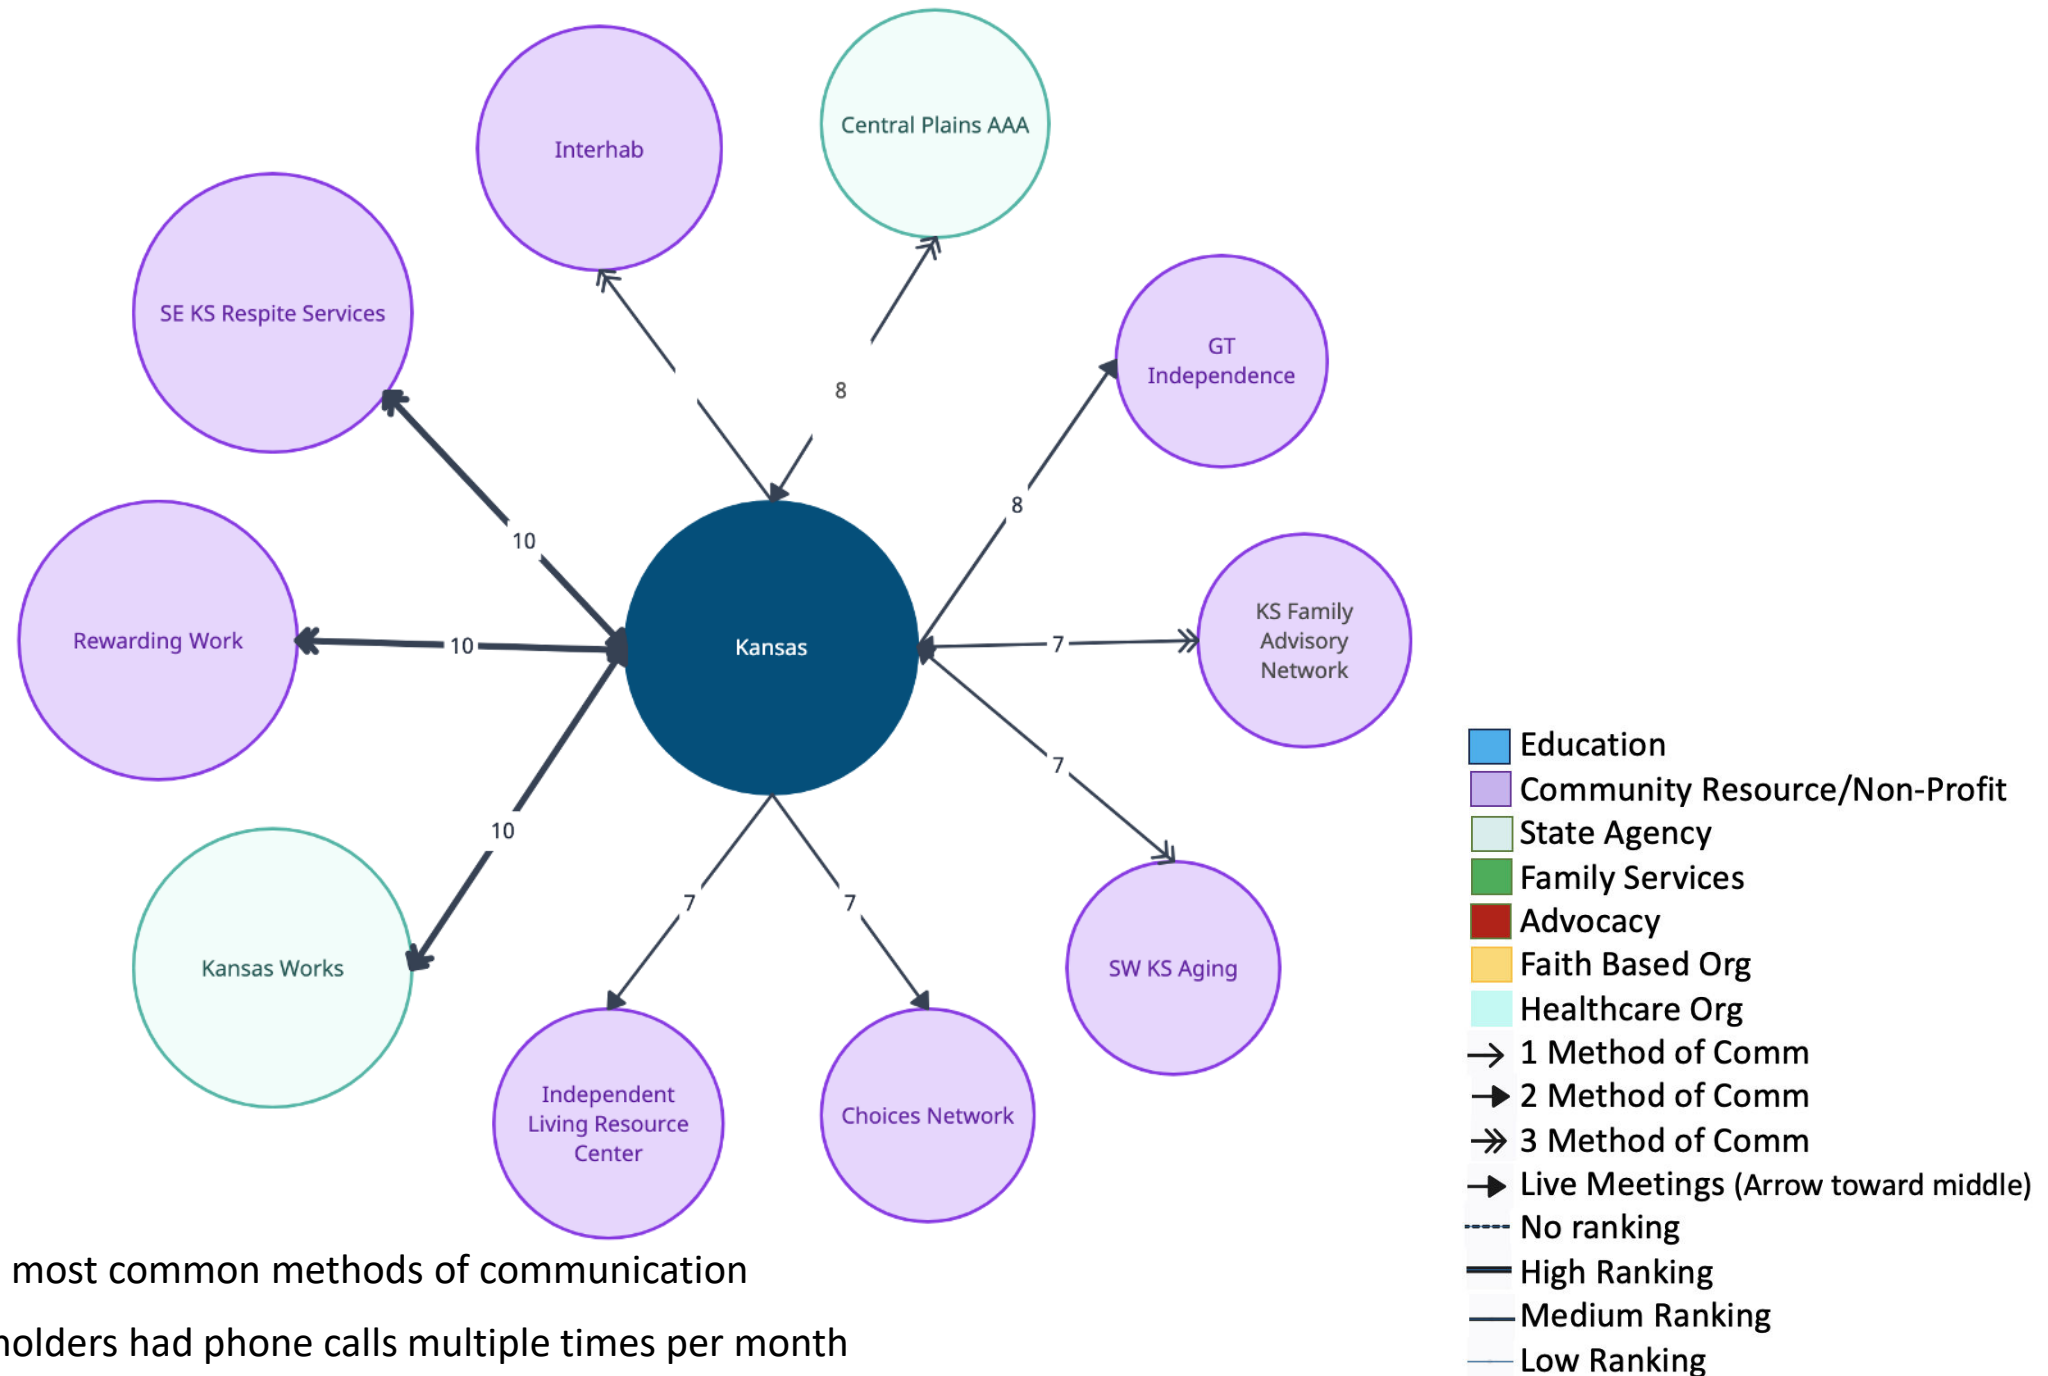 Interhab
Central Plains AAA
SE KS Respite Services
GT
Independence
8
8
10
Rewarding Work
10
Kansas
7
KS Family
Advisory
Network
7
10
Kansas Works
7
7
SW KS Aging
Independent
Living Resource
Center
Choices Network
Education
Community Resource/Non-Profit
State Agency
Family Services
Advocacy
Faith Based Org
Healthcare Org
1 Method of Comm
2 Method of Comm
3 Method of Comm
Live Meetings (Arrow toward middle)
No ranking
High Ranking
Medium Ranking
Low Ranking
most common methods of communication
holders had phone calls multiple times per month